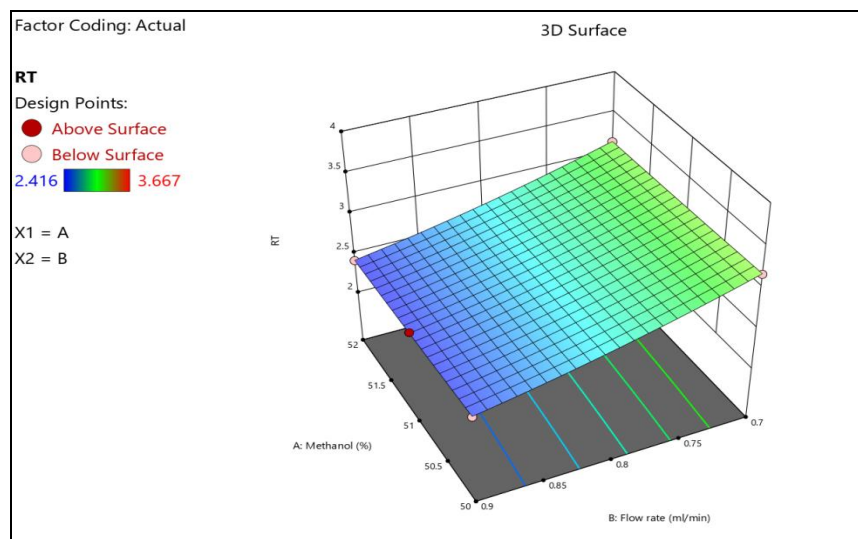 Factor Coding: Actual
3D Surface
RT
Design Points:
Above Surface
Below Surface
2.416 3.667
X1 = A
X2 = B
4
3.5
3
2.5
2
RT
52
51.5
51
50.5
50
A: Methanol (%)
0.9
0.85
0.8
0.75
0.7
B: Flow rate (ml/min)